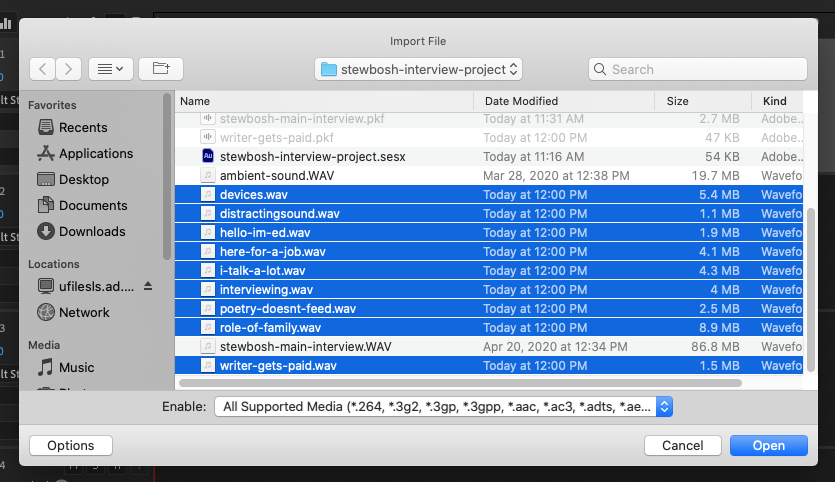 Import File
stewbosh-interview-project
Search
Favorites
Recents
Applications
Desktop
Documents
Downloads
Locations
ufilesls.ad....
Network
Media
Music
Name Date Modified Size Kind
stewbosh-main-interview.pkf Today at 11:31 AM 2.7 MB Adobe...
writer-gets-paid.pkf Today at 12:00 PM 47 KB Adobe...
Au stewbosh-interview-project.sesx Today at 11:16 AM 54 KB Adobe...
ambient-sound.WAV Mar 28, 2020 at 12:38 PM 19.7 MB Wavefo
devices.wav Today at 12:00 PM 5.4 MB Wavefo
distractingsound.wav Today at 12:00 PM 1.1 MB Wavefo
hello-im-ed.wav Today at 12:00 PM 1.9 MB Wavefo
here-for-a-job.wav Today at 12:00 PM 4.1 MB Wavefo
i-talk-a-lot.wav Today at 12:00 PM 4.3 MB Wavefo
interviewing.wav Today at 12:00 PM 4 MB Wavefo
poetry-doesnt-feed.wav Today at 12:00 PM 2.5 MB Wavefo
role-of-family.wav Today at 12:00 PM 8.9 MB Wavefo
stewbosh-main-interview.WAV Apr 20, 2020 at 12:34 PM 86.8 MB Wavefo
writer-gets-paid.wav Today at 12:00 PM 1.5 MB Wavefo
Enable: All Supported Media (*.264, *.3g2, *.3gp, *.3gpp, *.aac, *.ac3, *.adts, *.ae...
Options Cancel Open